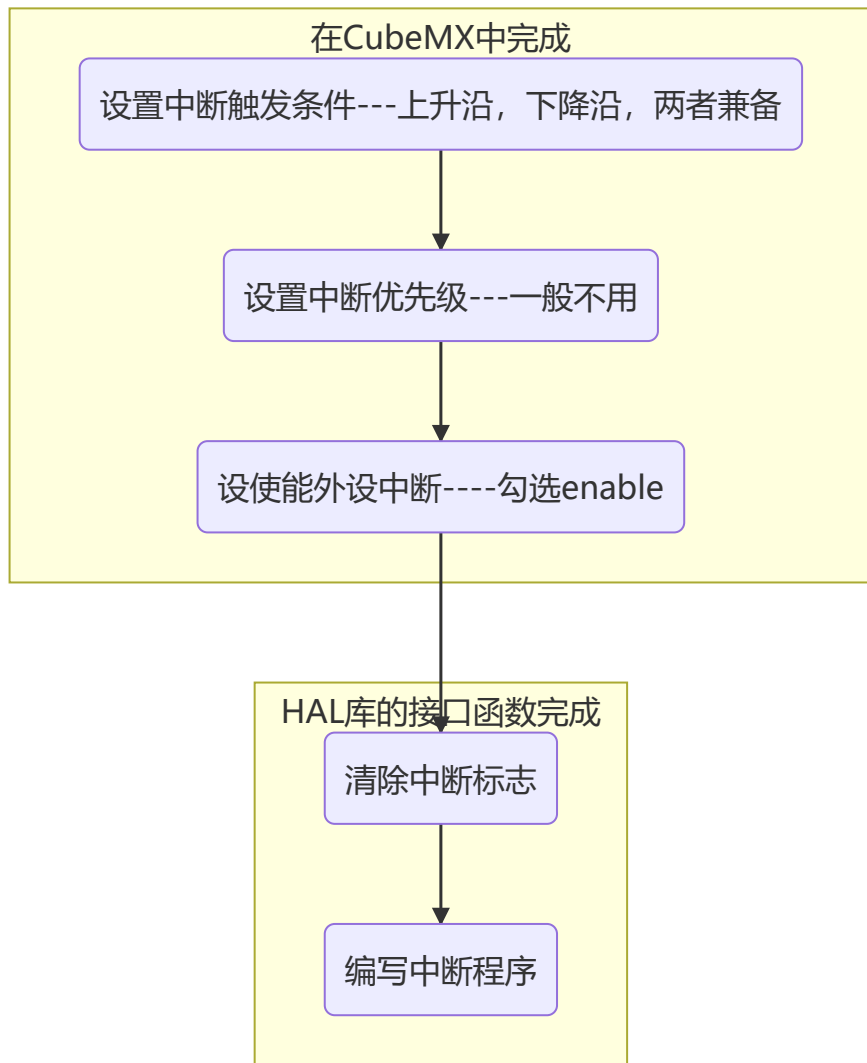 在CubeMX中完成
设置中断触发条件---上升沿，下降沿，两者兼备
设置中断优先级---一般不用
设使能外设中断----勾选enable
HAL库的接口函数完成
清除中断标志
编写中断程序